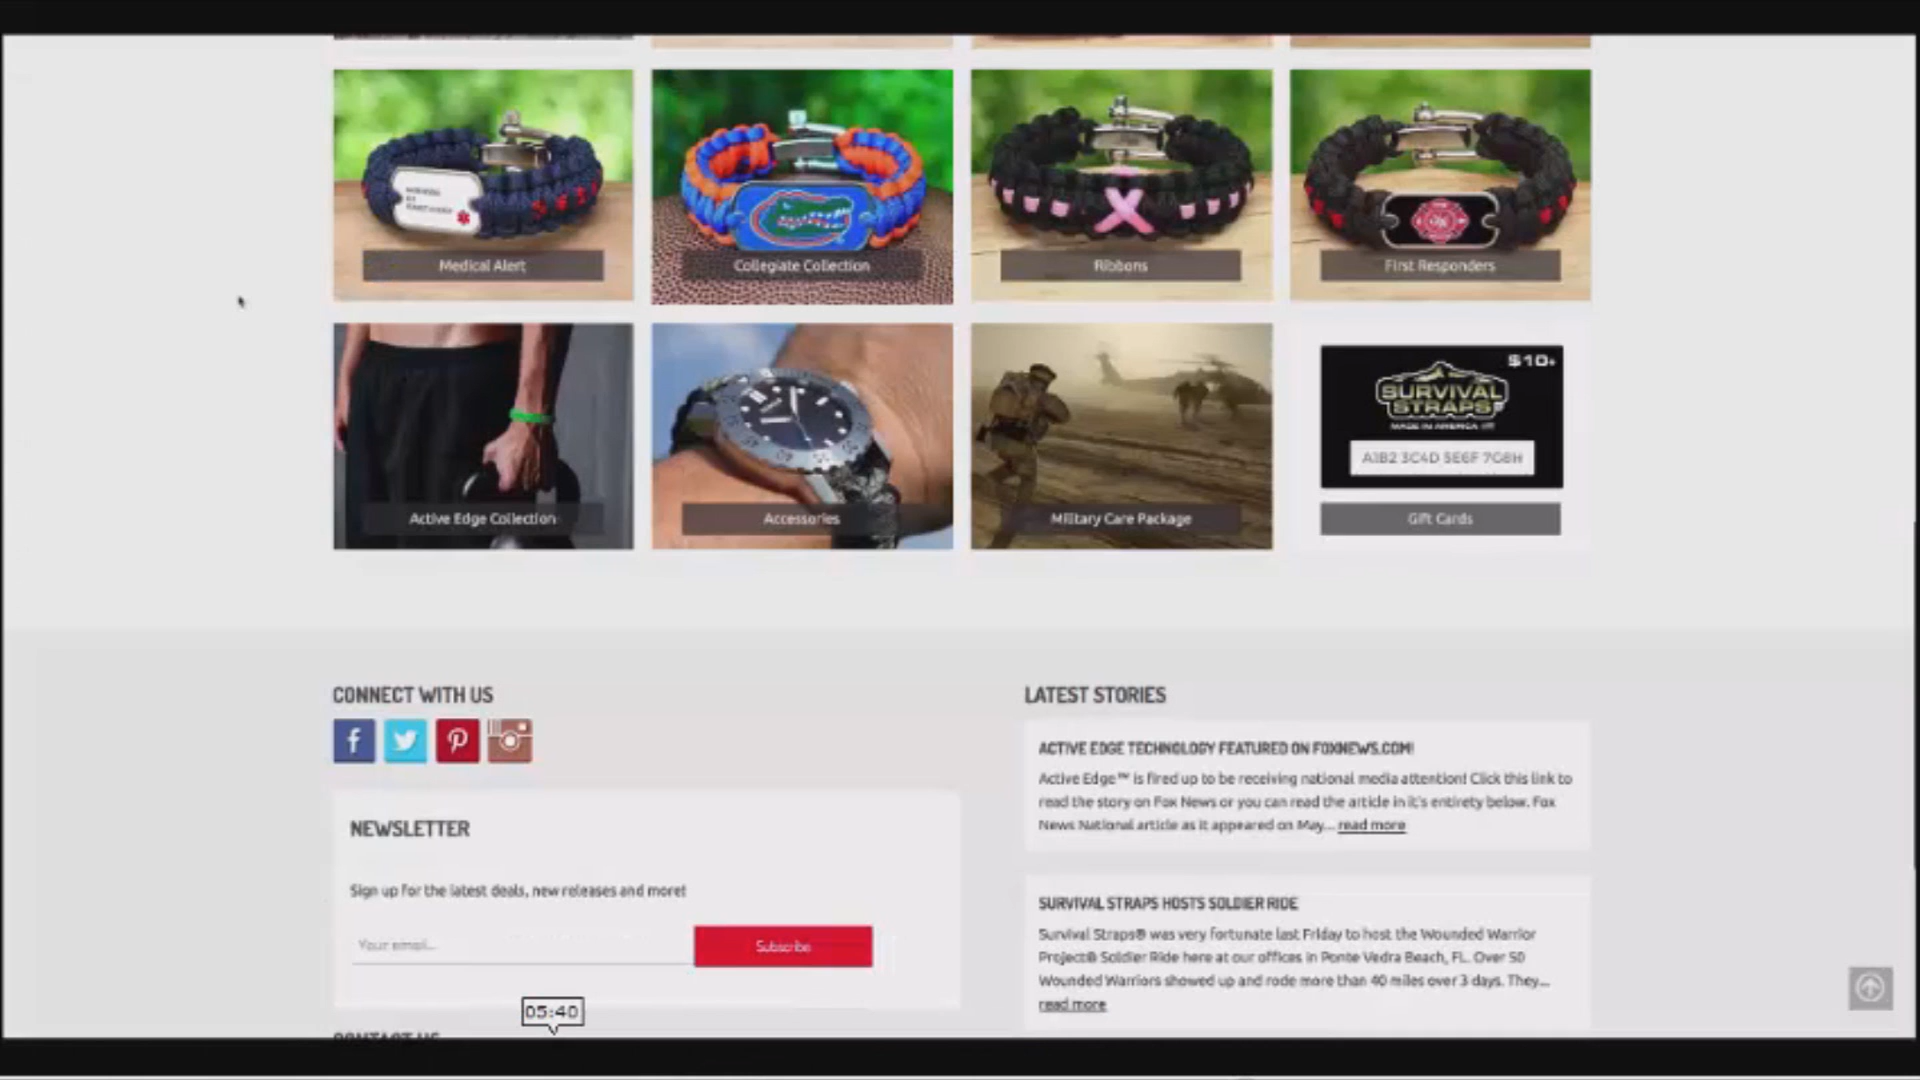 Medical Alert
Collegiate Collection
Ribbons
First Responders
$10+
SURVIVAL
STRAPS
MADE IN AMERICA
A1B2 3C4D 5E6F 7G8H
Active Edge Collection
Accessories
Military Care Package
Gift Cards
CONNECT WITH US
NEWSLETTER
Sign up for the latest deals, new releases and more!
Your email...
Subscribe
LATEST STORIES
ACTIVE EDGE TECHNOLOGY FEATURED ON FOXNEWS.COM!
Active Edge™ is fired up to be receiving national media attention! Click this link to
read the story on Fox News or you can read the article in it's entirety below. Fox
News National article as it appeared on May... read more
SURVIVAL STRAPS HOSTS SOLDIER RIDE
Survival Straps® was very fortunate last Friday to host the Wounded Warrior
Project® Soldier Ride here at our offices in Ponte Vedra Beach, FL. Over 50
Wounded Warriors showed up and rode more than 40 miles over 3 days. They...
read more
05:40
CONTACT US